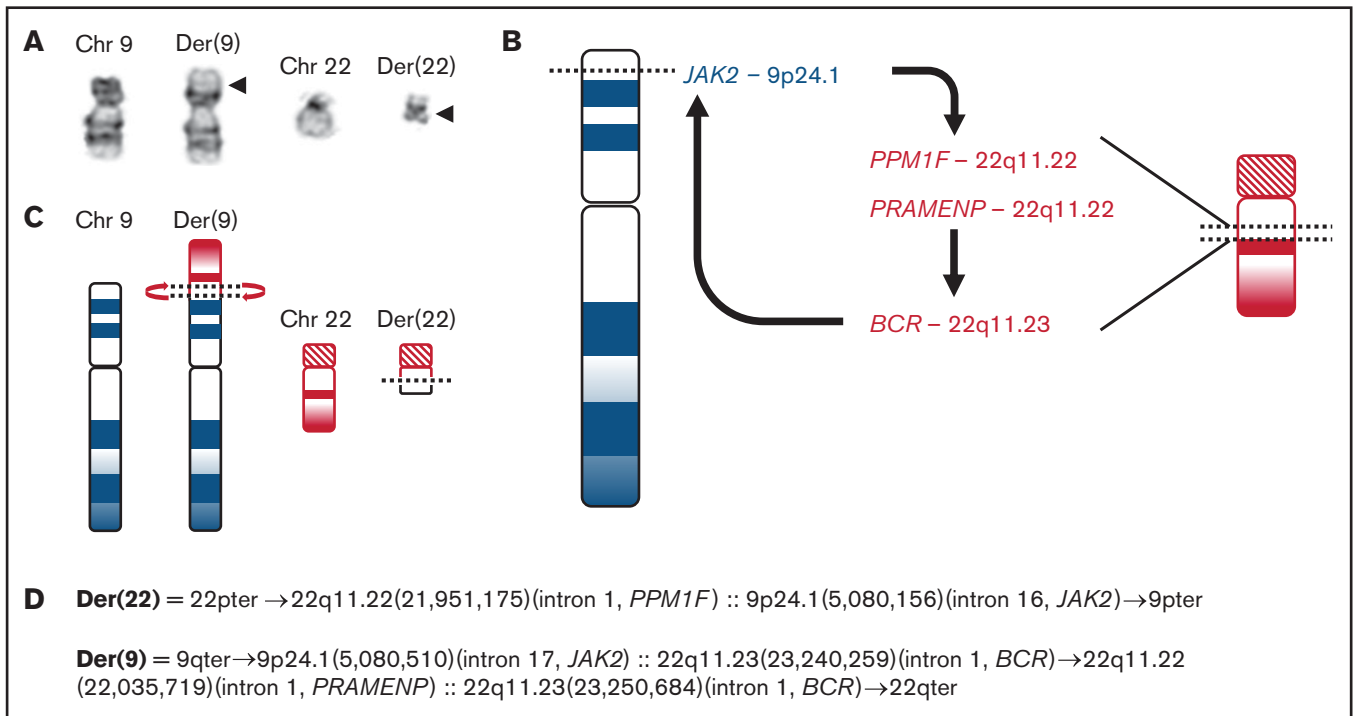 A
Chr 9
Der(9)
Chr 22
Der(22)
B
JAK2 – 9p24.1
PPM1F – 22q11.22
PRAMENP – 22q11.22
BCR – 22q11.23
C
Chr 9
Der(9)
Chr 22
Der(22)
D Der(22) = 22pter →22q11.22(21,951,175)(intron 1, PPM1F) :: 9p24.1(5,080,156)(intron 16, JAK2)→9pter
Der(9) = 9qter→9p24.1(5,080,510)(intron 17, JAK2) :: 22q11.23(23,240,259)(intron 1, BCR)→22q11.22
(22,035,719)(intron 1, PRAMENP) :: 22q11.23(23,250,684)(intron 1, BCR)→22qter